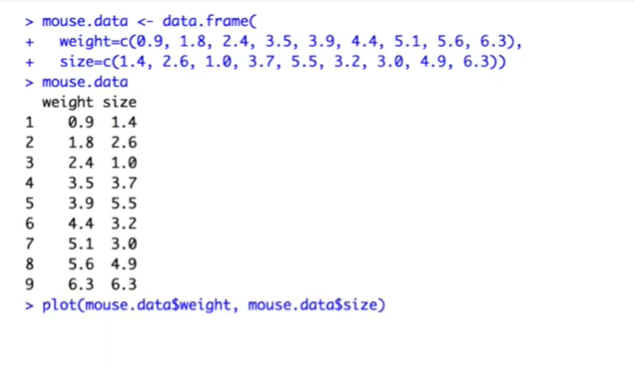 > mouse.data <- data.frame(
+   weight=c(0.9, 1.8, 2.4, 3.5, 3.9, 4.4, 5.1, 5.6, 6.3),
+   size=c(1.4, 2.6, 1.0, 3.7, 5.5, 3.2, 3.0, 4.9, 6.3))
> mouse.data
  weight size
1    0.9  1.4
2    1.8  2.6
3    2.4  1.0
4    3.5  3.7
5    3.9  5.5
6    4.4  3.2
7    5.1  3.0
8    5.6  4.9
9    6.3  6.3
> plot(mouse.data$weight, mouse.data$size)